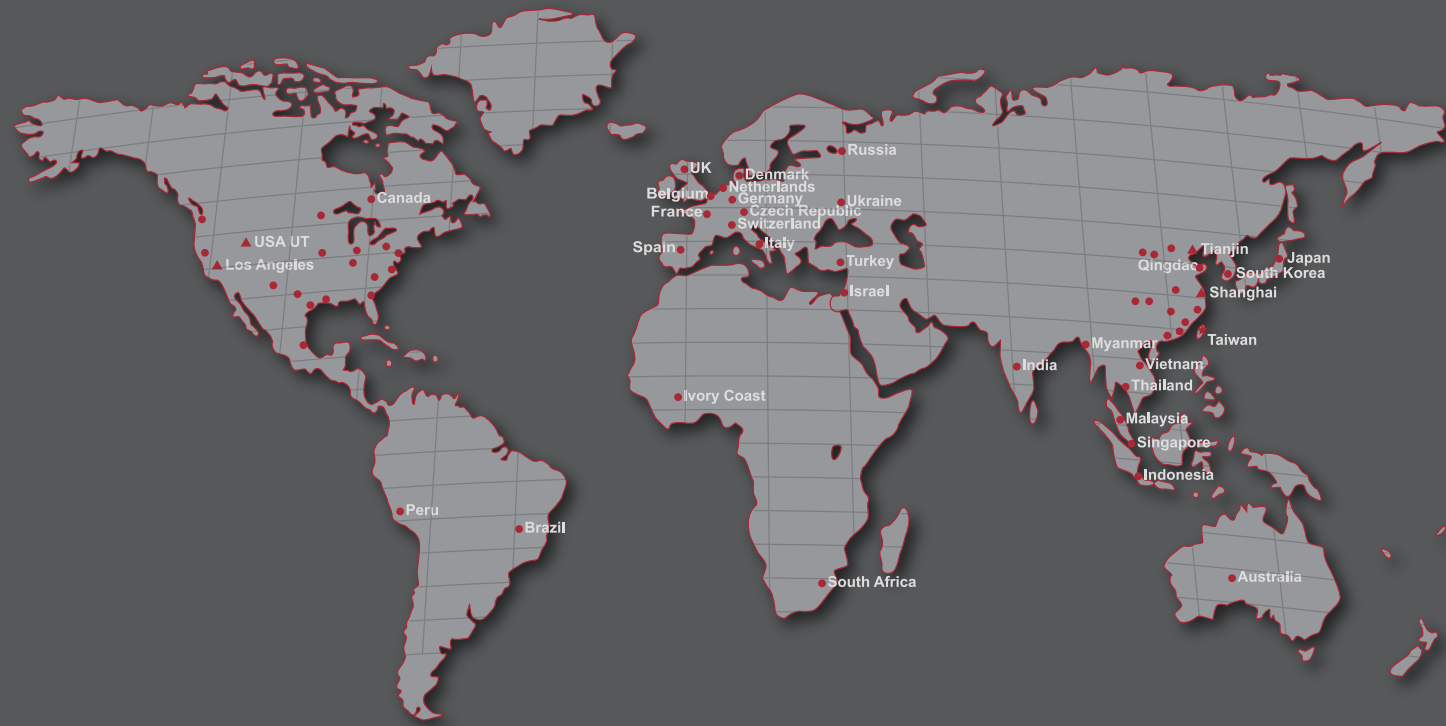 Russia
UK
Denmark
Netherlands
Belgium
Germany
Canada
Ukraine
France
Czech Republic
Switzerland
USA UT
Italy
Spain
Tianjin
Japan
Turkey
Los Angeles
Qingdao
South Korea
Israel
Shanghai
Taiwan
Myanmar
Vietnam
India
Thailand
Ivory Coast
Malaysia
Singapore
Indonesia
Peru
Brazil
Australia
South Africa